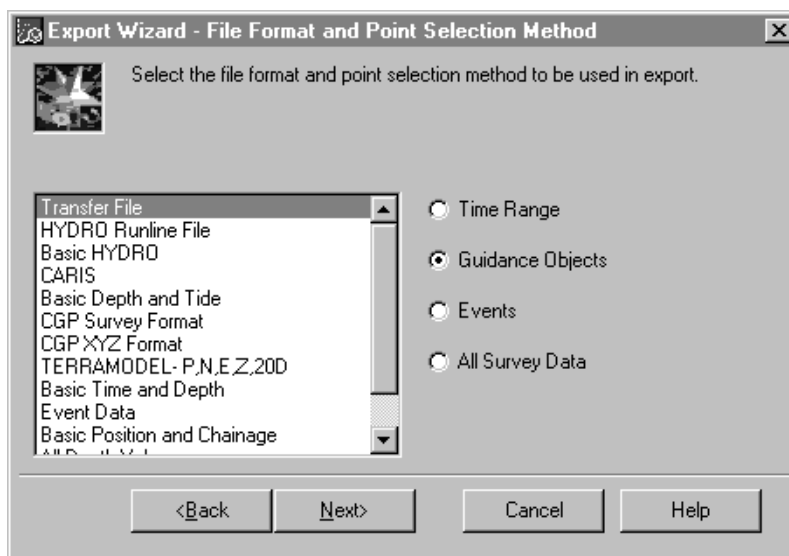 Export Wizard - File Format and Point Selection Method
Select the file format and point selection method to be used in export.
Transfer File
HYDRO Runline File
Basic HYDRO
CARIS
Basic Depth and Tide
CGP Survey Format
CGP XYZ Format
TERRAMODEL- P,N,E,Z,20D
Basic Time and Depth
Event Data
Basic Position and Chainage
Time Range
Guidance Objects
Events
All Survey Data
<Back
Next>
Cancel
Help